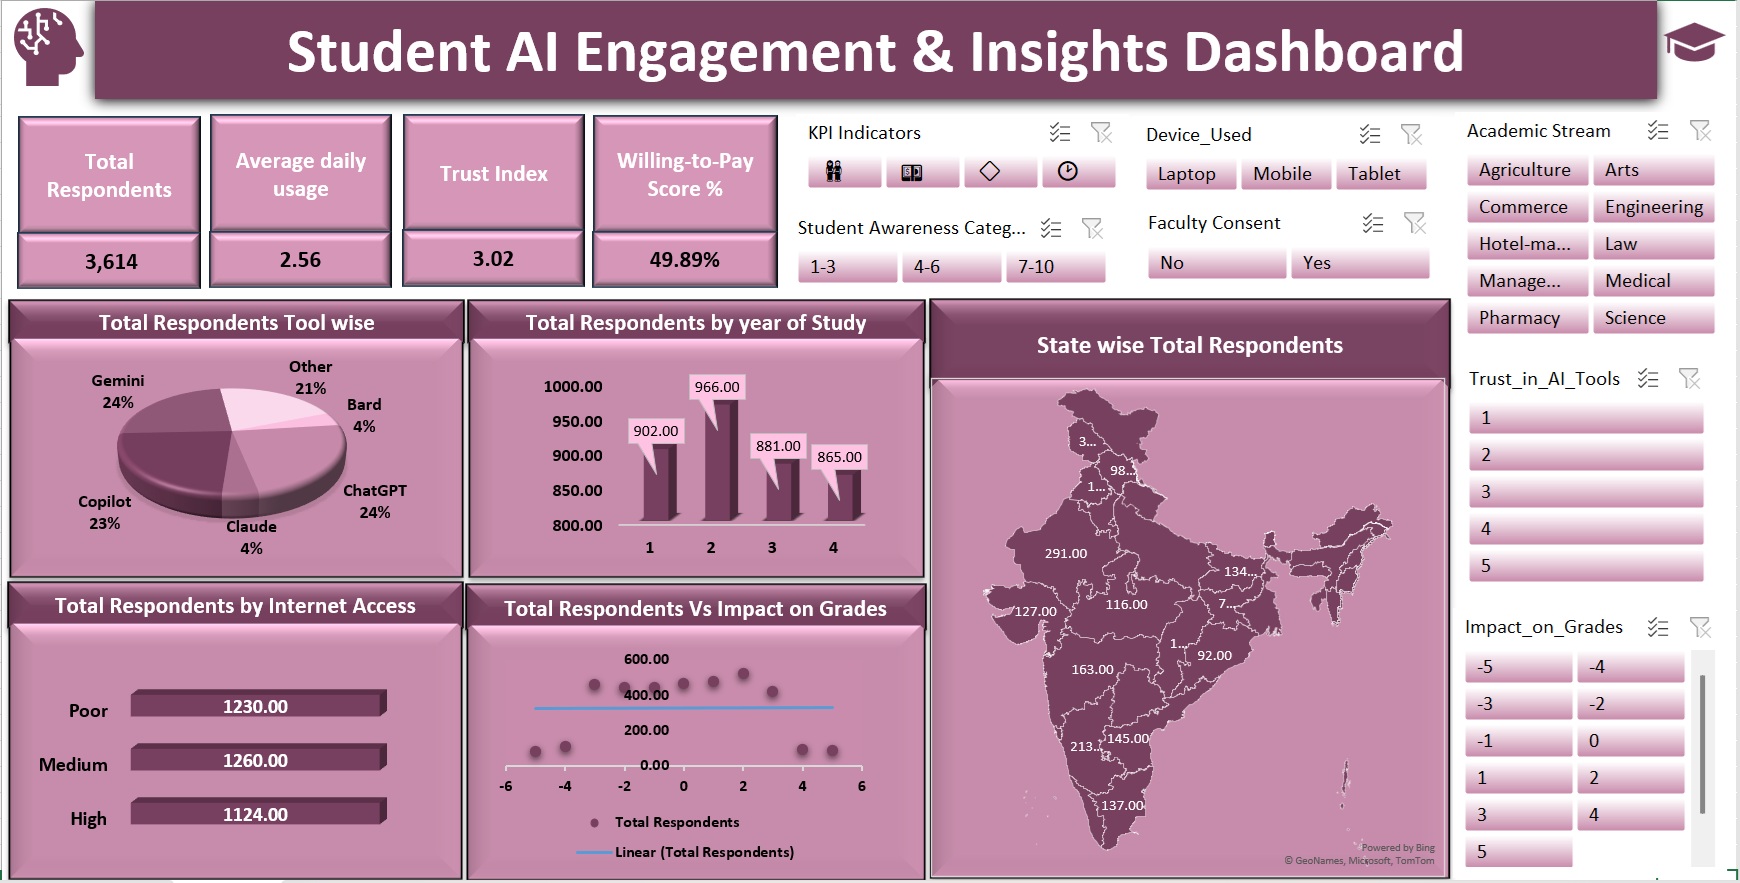 Student AI Engagement & Insights Dashboard
Total
Respondents
3,614
Average daily
usage
2.56
Trust Index
3.02
Willing-to-Pay
Score %
49.89%
KPI Indicators
Student Awareness Categ...
1-3
4-6
7-10
Device_Used
Laptop
Mobile
Tablet
Faculty Consent
No
Yes
Academic Stream
Agriculture
Arts
Commerce
Engineering
Hotel-ma...
Law
Manage...
Medical
Pharmacy
Science
Trust_in_AI_Tools
1
2
3
4
5
Impact_on_Grades
-5
-4
-3
-2
-1
0
1
2
3
4
5
Total Respondents Tool wise
Other
21%
Gemini
24%
Bard
4%
ChatGPT
24%
Copilot
23%
Claude
4%
Total Respondents by year of Study
1000.00
950.00
900.00
850.00
800.00
902.00
966.00
881.00
865.00
1
2
3
4
State wise Total Respondents
3...
98...
1...
291.00
134...
127.00
116.00
7...
1...
92.00
163.00
213...
145.00
137.00
Powered by Bing
© GeoNames, Microsoft, TomTom
Total Respondents by Internet Access
Poor
1230.00
Medium
1260.00
High
1124.00
Total Respondents Vs Impact on Grades
600.00
400.00
200.00
0.00
-6
-4
-2
0
2
4
6
Total Respondents
Linear (Total Respondents)